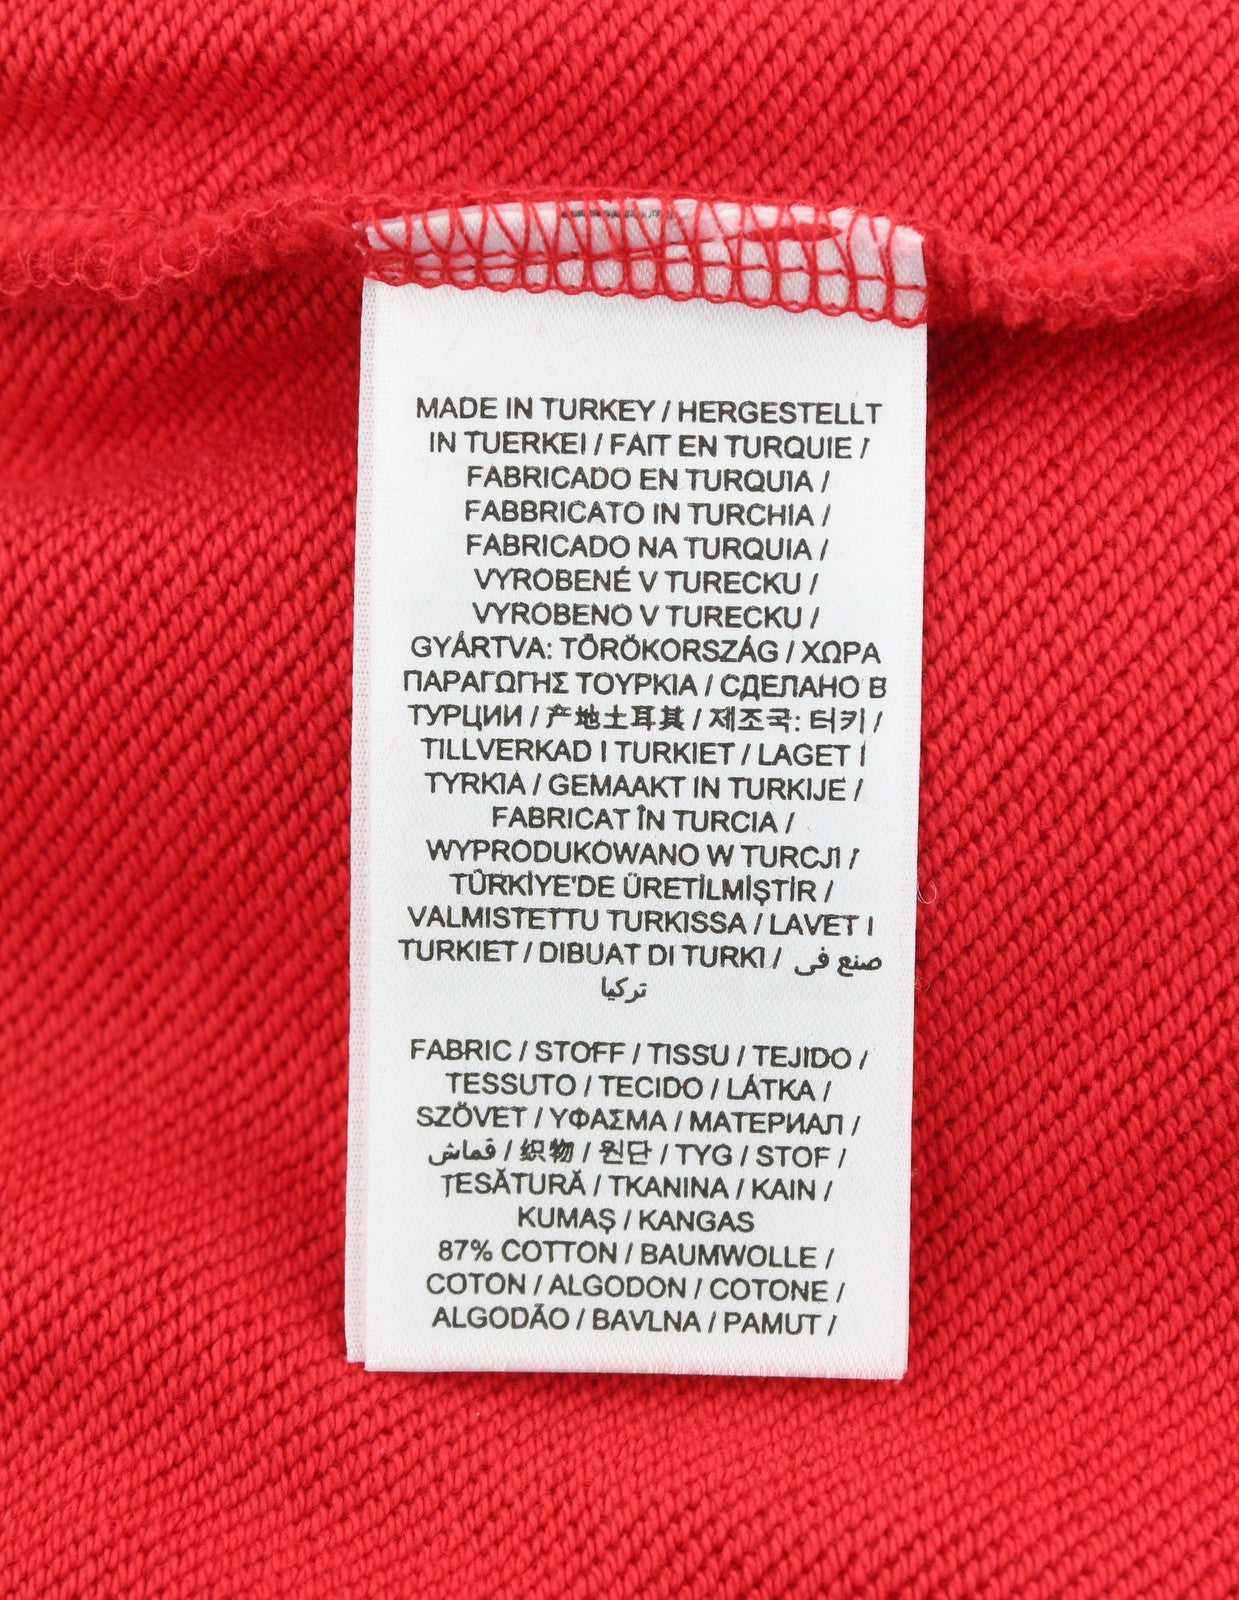 MADE IN TURKEY / HERGESTELLT
IN TUERKEI / FAIT EN TURQUIE /
FABRICADO EN TURQUIA /
FABBRICATO IN TURCHIA /
FABRICADO NA TURQUIA /
VYROBENÉ V TURECKU /
VYROBENO V TURECKU /
GYÁRTVA: TÖRÖKORSZÁG / ΧΩΡΑ
ΠΑΡΑΓΩΓΗΣ ΤΟΥΡΚΙΑ / СДЕЛАНО В
ТУРЦИИ / 产地土耳其 / 제조국: 터키 /
TILLVERKAD I TURKIET / LAGET I
TYRKIA / GEMAAKT IN TURKIJE /
FABRICAT ÎN TURCIA /
WYPRODUKOWANO W TURCJI /
TÜRKİYE'DE ÜRETİLMİŞTİR /
VALMISTETTU TURKISSA / LAVET I
TURKIET / DIBUAT DI TURKI / صنع في
تركيا
FABRIC / STOFF / TISSU / TEJIDO /
TESSUTO / TECIDO / LÁTKA /
SZÖVET / ΥΦΑΣΜΑ / МАТЕРИАЛ /
قماش / 织物 / 원단 / TYG / STOF /
ȚESĂTURĂ / TKANINA / KAIN /
KUMAŞ / KANGAS
87% COTTON / BAUMWOLLE /
COTON / ALGODON / COTONE /
ALGODÃO / BAVLNA / PAMUT /